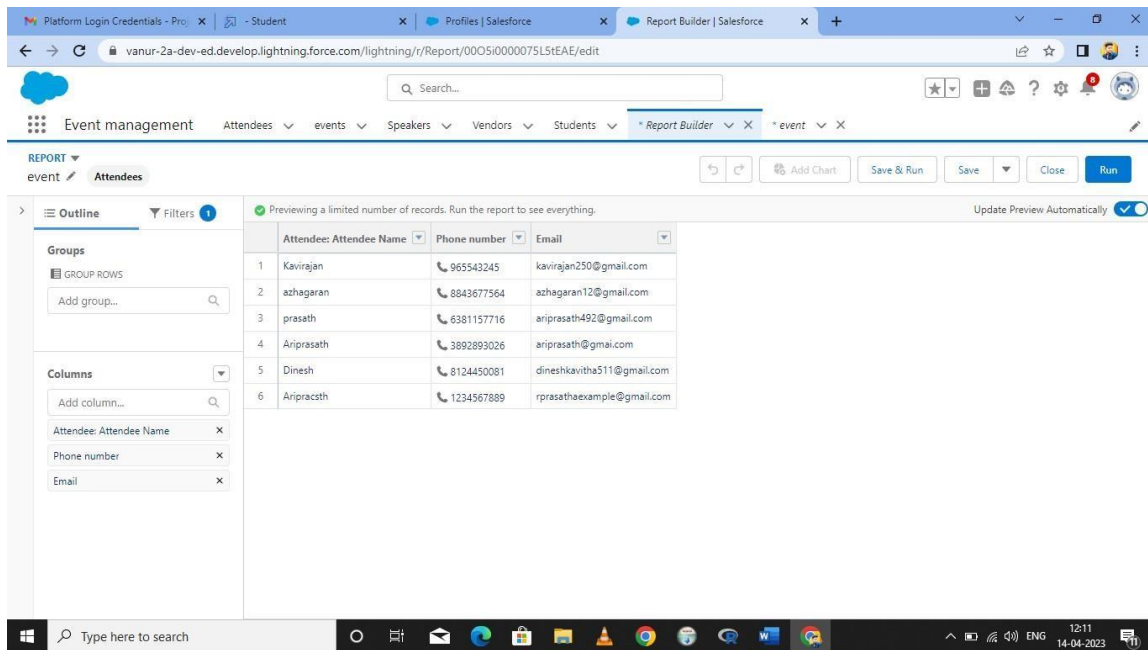 Platform Login Credentials - Proj
- Student
Profiles | Salesforce
Report Builder | Salesforce
vanur-2a-dev-ed.develop.lightning.force.com/lightning/r/Report/00O5i0000075L5tEAE/edit
Search...
8
Event management
Attendees
events
Speakers
Vendors
Students
* Report Builder
* event
REPORT
event
Attendees
Add Chart
Save & Run
Save
Close
Run
Outline
Filters 1
Previewing a limited number of records. Run the report to see everything.
Update Preview Automatically
Groups
GROUP ROWS
Add group...
Columns
Add column...
Attendee: Attendee Name
Phone number
Email
Attendee: Attendee Name Phone number Email
1 Kavirajan 965543245 kavirajan250@gmail.com
2 azhagaran 8843677564 azhagaran12@gmail.com
3 prasath 6381157716 ariprasath492@gmail.com
4 Ariprasath 3892893026 ariprasath@gmai.com
5 Dinesh 8124450081 dineshkavitha511@gmail.com
6 Aripracsth 1234567889 rprasathaexample@gmail.com
Type here to search
ENG
12:11
14-04-2023
11